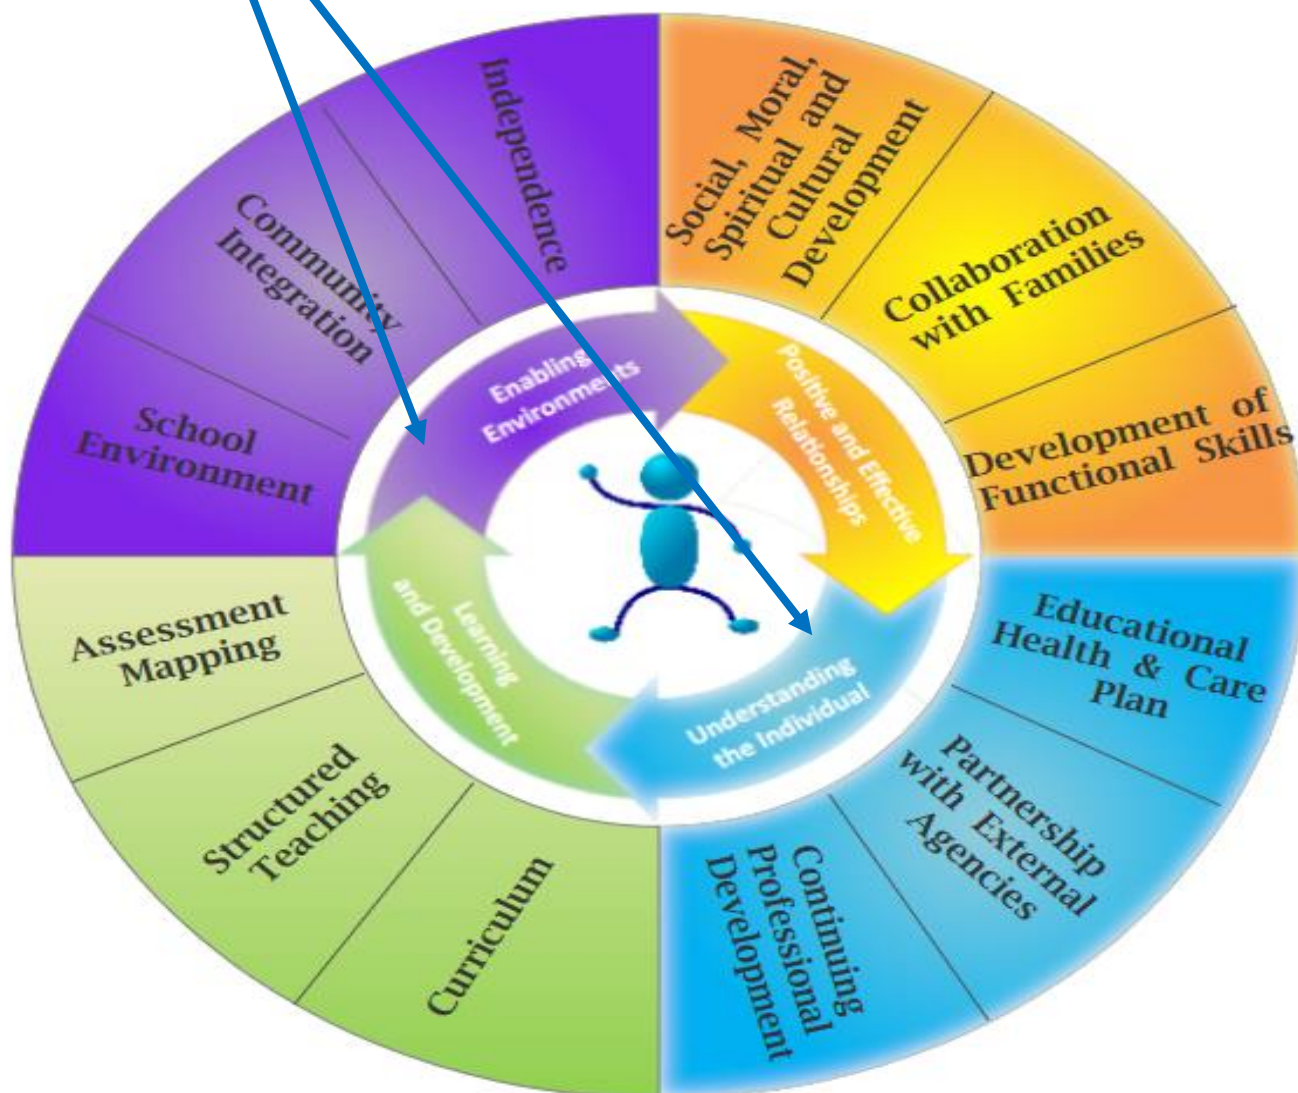 Independence
Social, Moral,
Spiritual and
Cultural
Development
Collaboration
with Families
Development of
Functional Skills
Educational
Health & Care
Plan
Partnership
with External
Agencies
Continuing
Professional
Development
Curriculum
Structured
Teaching
Assessment
Mapping
School
Environment
Community
Integration
Enabling
Environments
Positive and Effective
Relationships
Understanding
the Individual
Learning
and Development